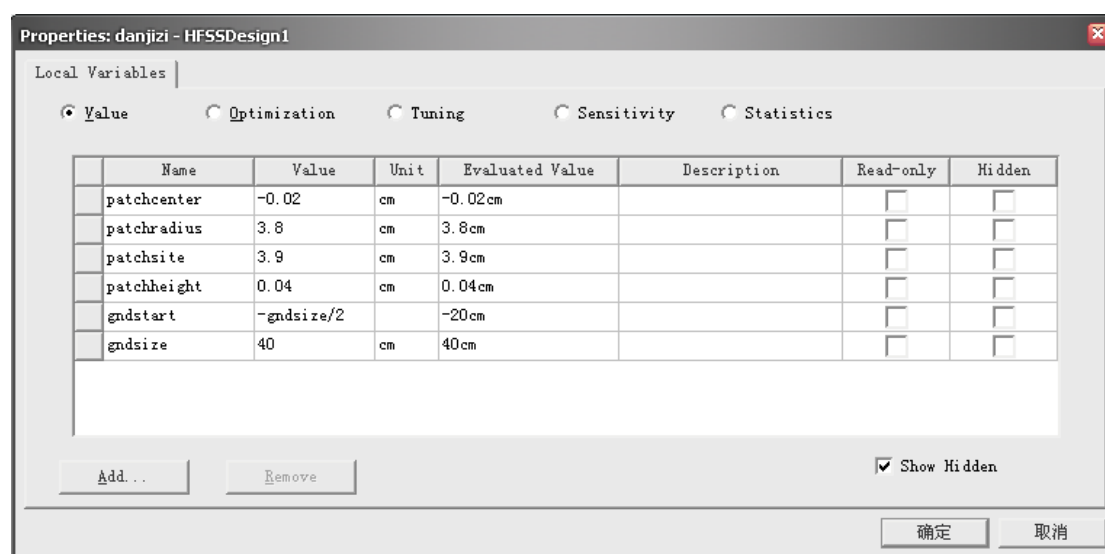 Properties: danjizi - HFSSDesign1
Local Variables
Value Optimization Tuning Sensitivity Statistics
Name Value Unit Evaluated Value Description Read-only Hidden
patchcenter -0.02 cm -0.02cm
patchradius 3.8 cm 3.8cm
patchsite 3.9 cm 3.9cm
patchheight 0.04 cm 0.04cm
gndstart -gndsize/2 -20cm
gndsize 40 cm 40cm
Add... Remove Show Hidden
确定 取消